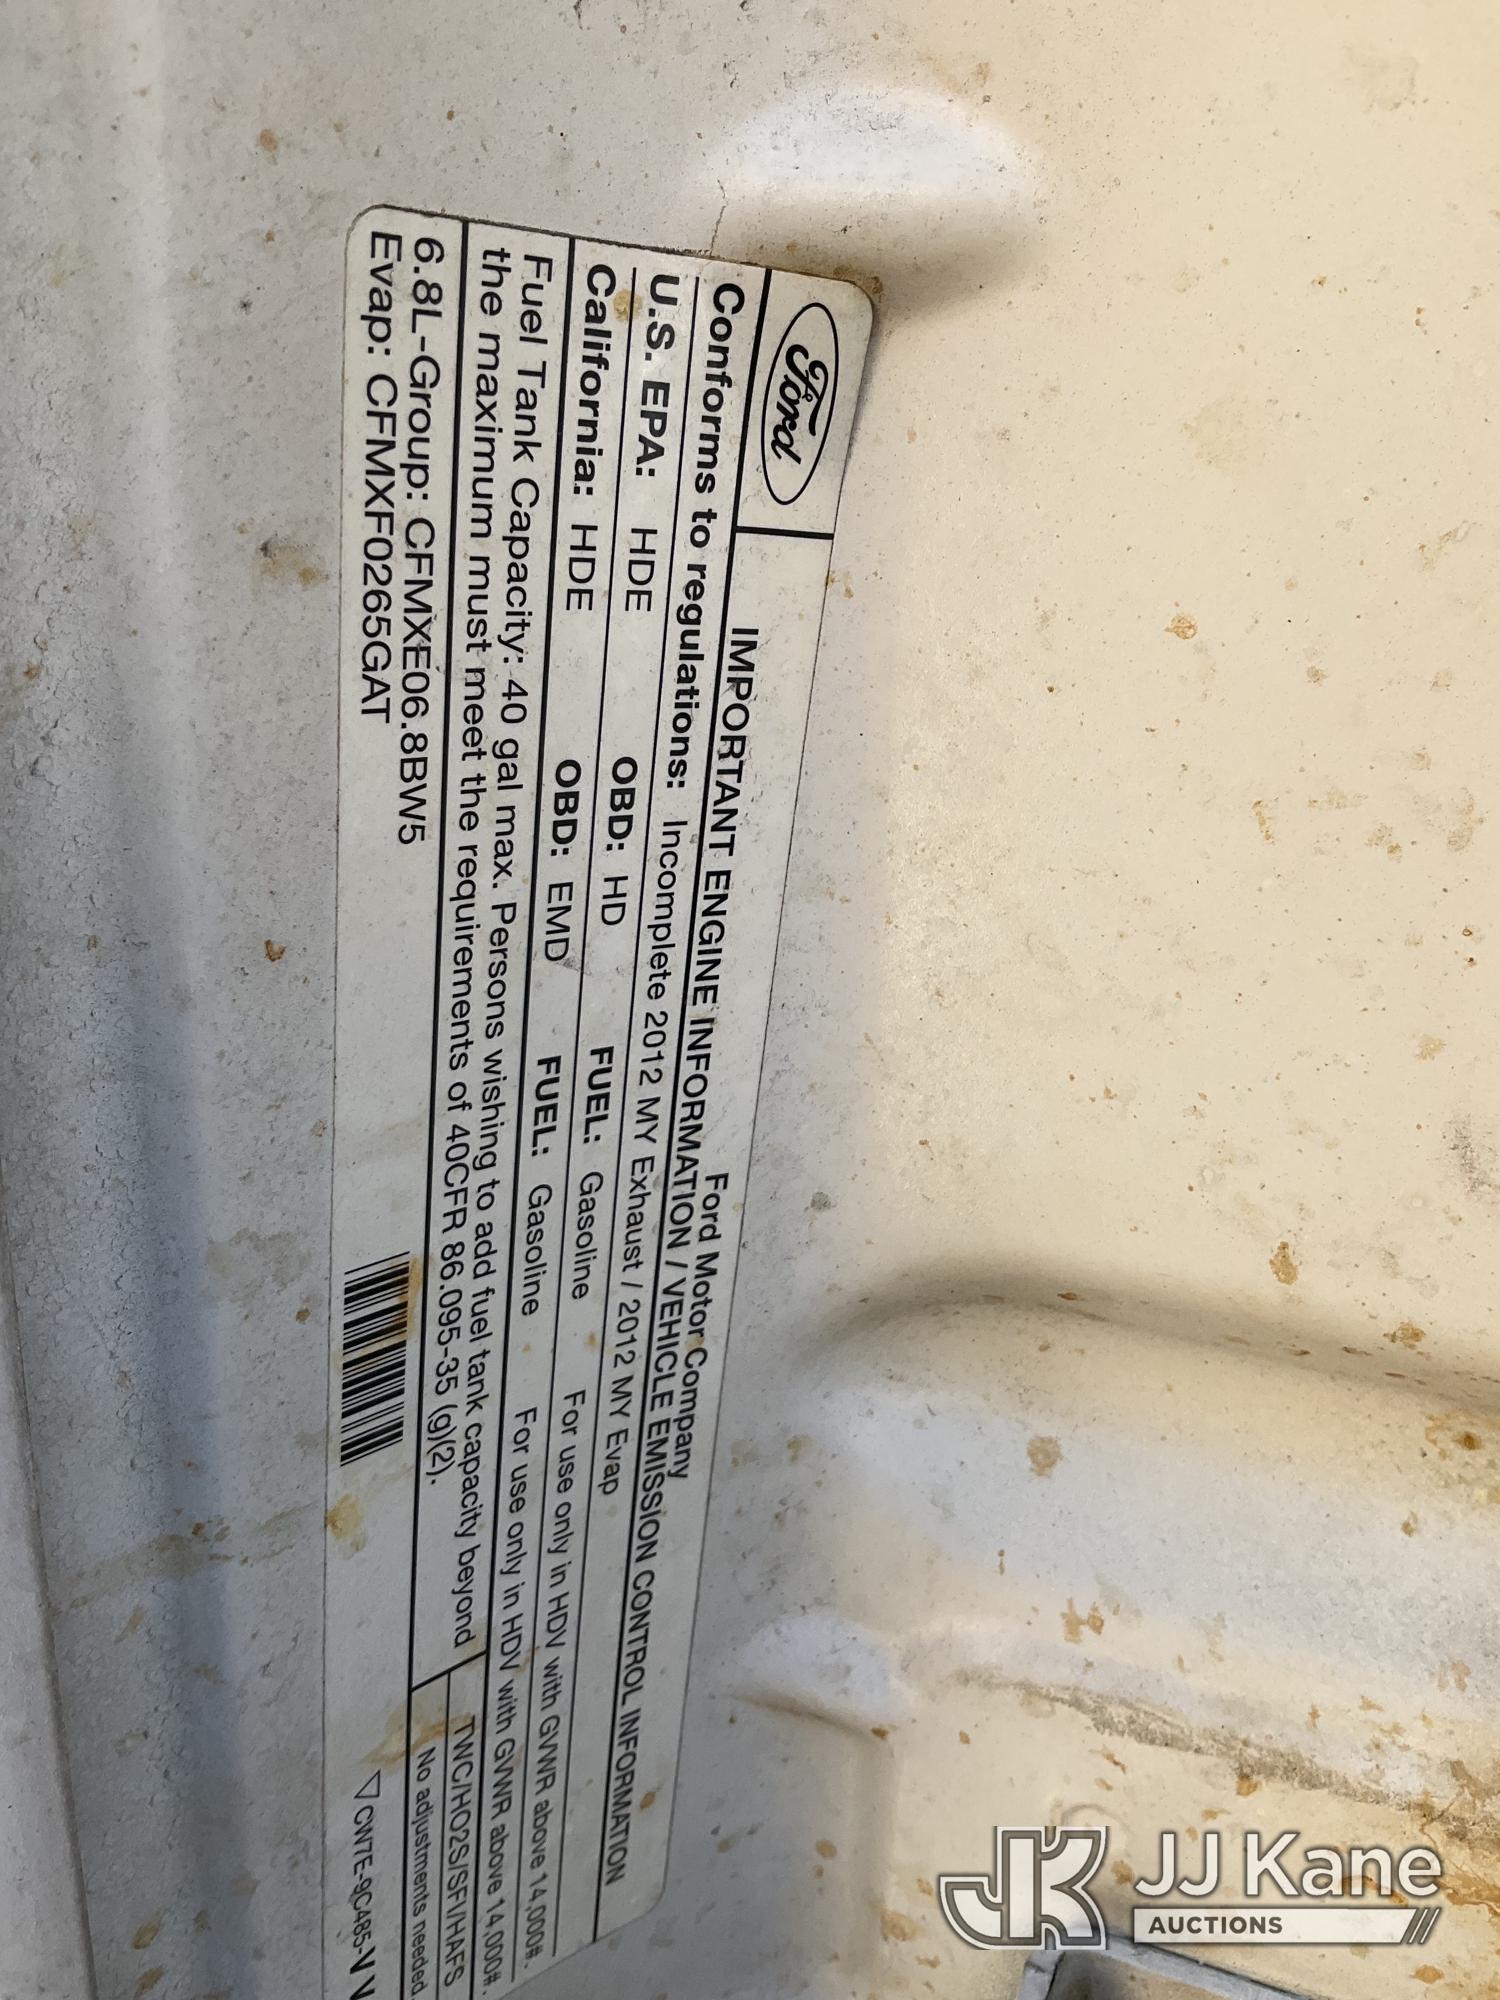 Ford
Ford Motor Company
IMPORTANT ENGINE INFORMATION / VEHICLE EMISSION CONTROL INFORMATION
Conforms to regulations: Incomplete 2012 MY Exhaust / 2012 MY Evap
U.S. EPA: HDE OBD: HD FUEL: Gasoline For use only in HDV with GVWR above 14,000#.
California: HDE OBD: EMD FUEL: Gasoline For use only in HDV with GVWR above 14,000#.
Fuel Tank Capacity: 40 gal max. Persons wishing to add fuel tank capacity beyond
the maximum must meet the requirements of 40CFR 86.095-35 (g)(2).
TWC/HO2S/SFI/HAFS
No adjustments needed.
6.8L-Group: CFMXE06.8BW5
Evap: CFMXF0265GAT
CW7E-9C485-V V
JK JJ Kane
AUCTIONS